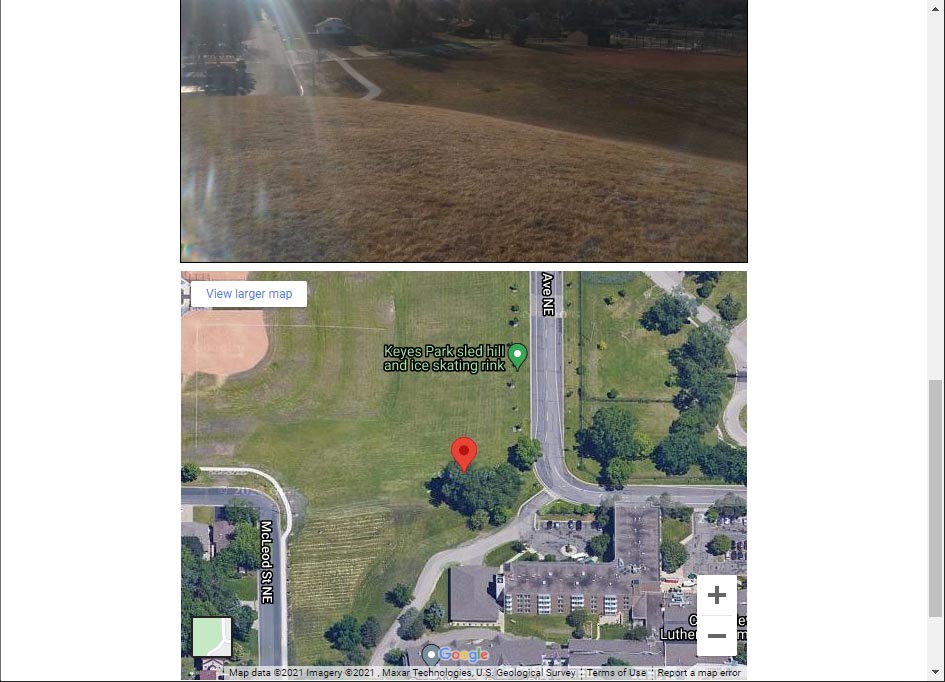 View larger map
Ave NE
Keyes Park sled hill
and ice skating rink
McLeod St NE
Google
Map data ©2021 Imagery ©2021 , Maxar Technologies, U.S. Geological Survey
Terms of Use
Report a map error